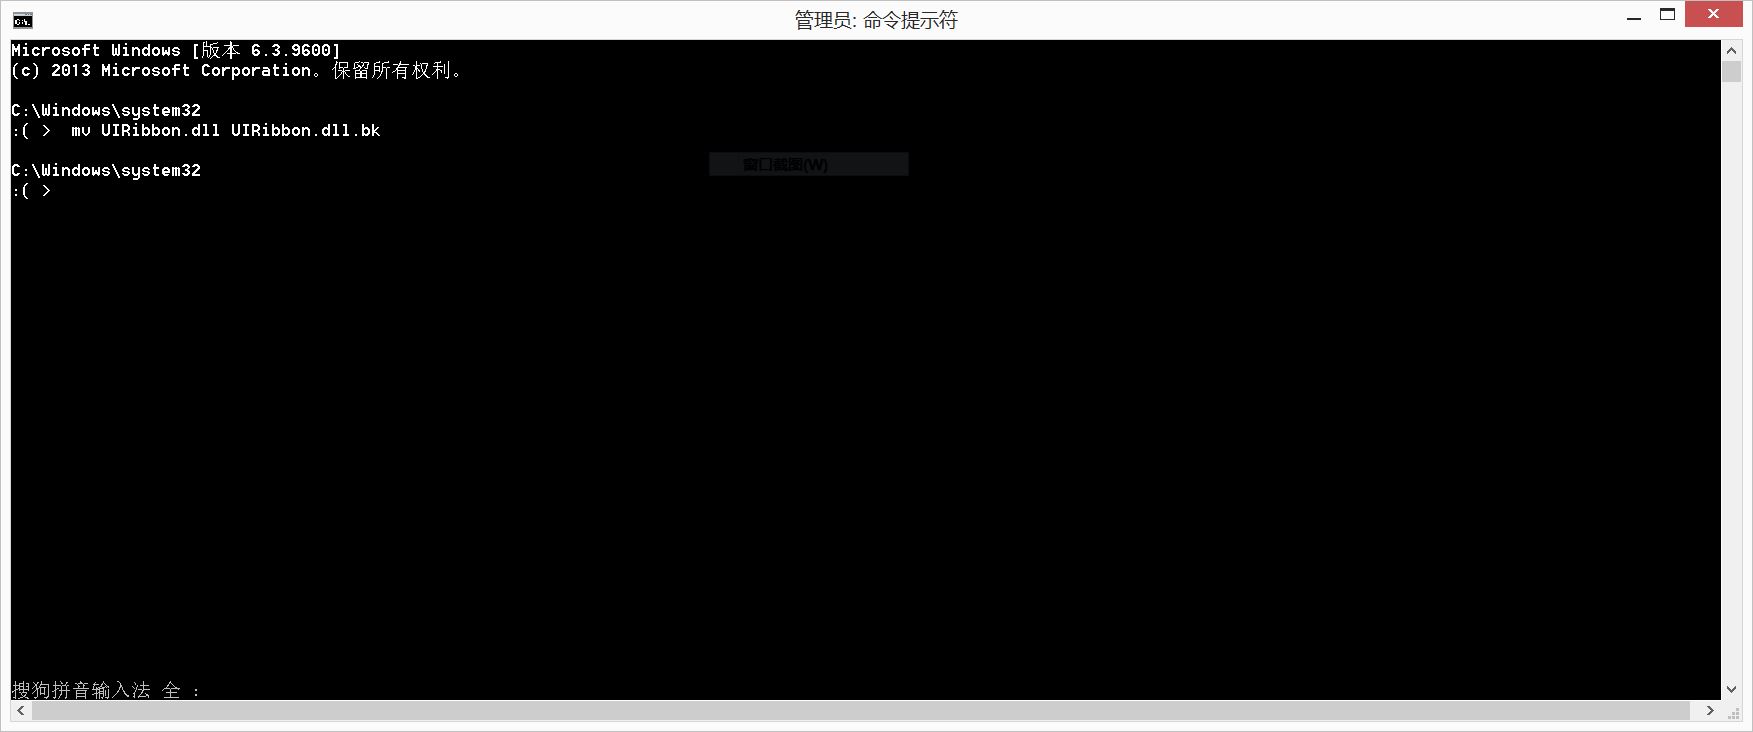 管理员: 命令提示符
Microsoft Windows [版本 6.3.9600]
(c) 2013 Microsoft Corporation。保留所有权利。
C:\Windows\system32
:( >  mv UIRibbon.dll UIRibbon.dll.bk
窗口截图(W)
C:\Windows\system32
:( >
搜狗拼音输入法 全 :